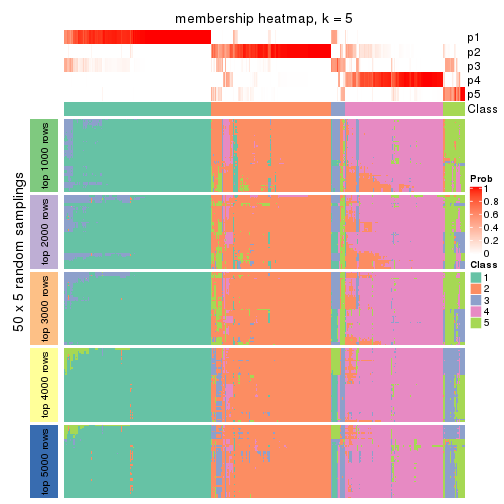 membership heatmap, k = 5
p1
p2
p3
p4
p5
Class
50 x 5 random samplings
top 1000 rows
top 2000 rows
top 3000 rows
top 4000 rows
top 5000 rows
Prob
1
0.8
0.6
0.4
0.2
0
Class
1
2
3
4
5